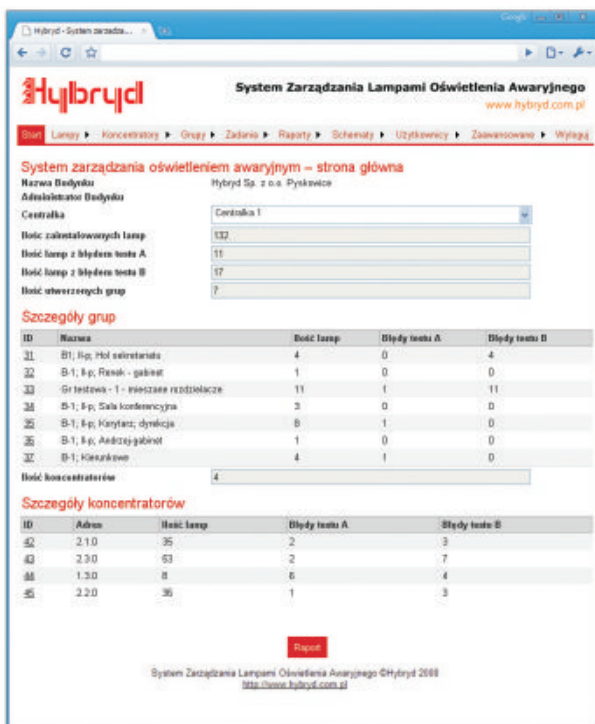 Google
Hybryd - System zarządza...
Hybryd
System Zarządzania Lampami Oświetlenia Awaryjnego
www.hybryd.com.pl
Start Lampy Koncentratory Grupy Zadania Raporty Schematy Użytkownicy Zaawansowane Wyloguj
System zarządzania oświetleniem awaryjnym – strona główna
Nazwa Budynku Hybryd Sp. z o.o. Pyskowice
Administrator Budynku
Centralka Centralka 1
Ilość zainstalowanych lamp 132
Ilość lamp z błędem testu A 11
Ilość lamp z błędem testu B 17
Ilość utworzonych grup 7
Szczegóły grup
ID Nazwa Ilość lamp Błędy testu A Błędy testu B
31 B1; II-p; Hol sekretariatu 4 0 4
32 B-1; II-p; Renek - gabinet 1 0 0
33 Gr testowa - 1 - mieszane rozdzielacze 11 1 11
34 B-1; II-p; Sala konferencyjna 3 0 0
35 B-1; II-p; Korytarz; dyrekcja 8 1 0
36 B-1; II-p; Andrzej-gabinet 1 0 0
37 B-1; Kierunkowe 4 1 0
Ilość koncentratorów 4
Szczegóły koncentratorów
ID Adres Ilość lamp Błędy testu A Błędy testu B
42 2.1.0 35 2 3
43 2.3.0 53 2 7
44 1.3.0 8 6 4
45 2.2.0 36 1 3
Raport
System Zarządzania Lampami Oświetlenia Awaryjnego ©Hybryd 2008
http://www.hybryd.com.pl